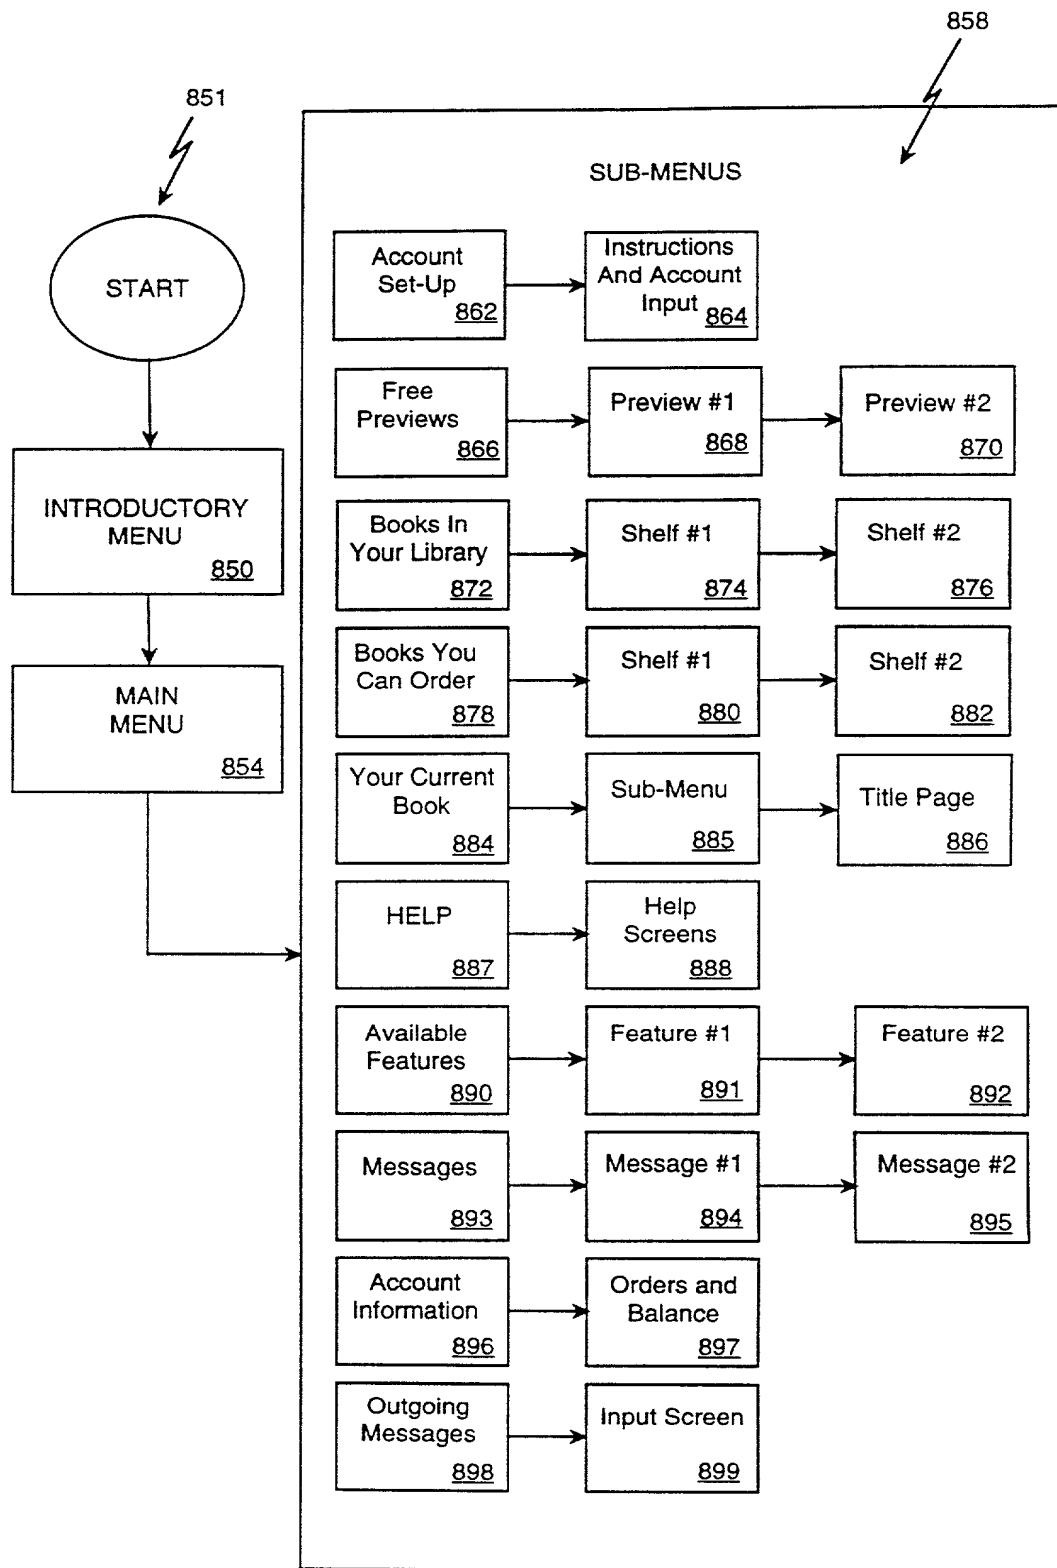 858
851
SUB-MENUS
START
INTRODUCTORY
MENU
850
MAIN
MENU
854
Account
Set-Up
862
Instructions
And Account
Input
864
Free
Previews
866
Preview #1
868
Preview #2
870
Books In
Your Library
872
Shelf #1
874
Shelf #2
876
Books You
Can Order
878
Shelf #1
880
Shelf #2
882
Your Current
Book
884
Sub-Menu
885
Title Page
886
HELP
887
Help
Screens
888
Available
Features
890
Feature #1
891
Feature #2
892
Messages
893
Message #1
894
Message #2
895
Account
Information
896
Orders and
Balance
897
Outgoing
Messages
898
Input Screen
899